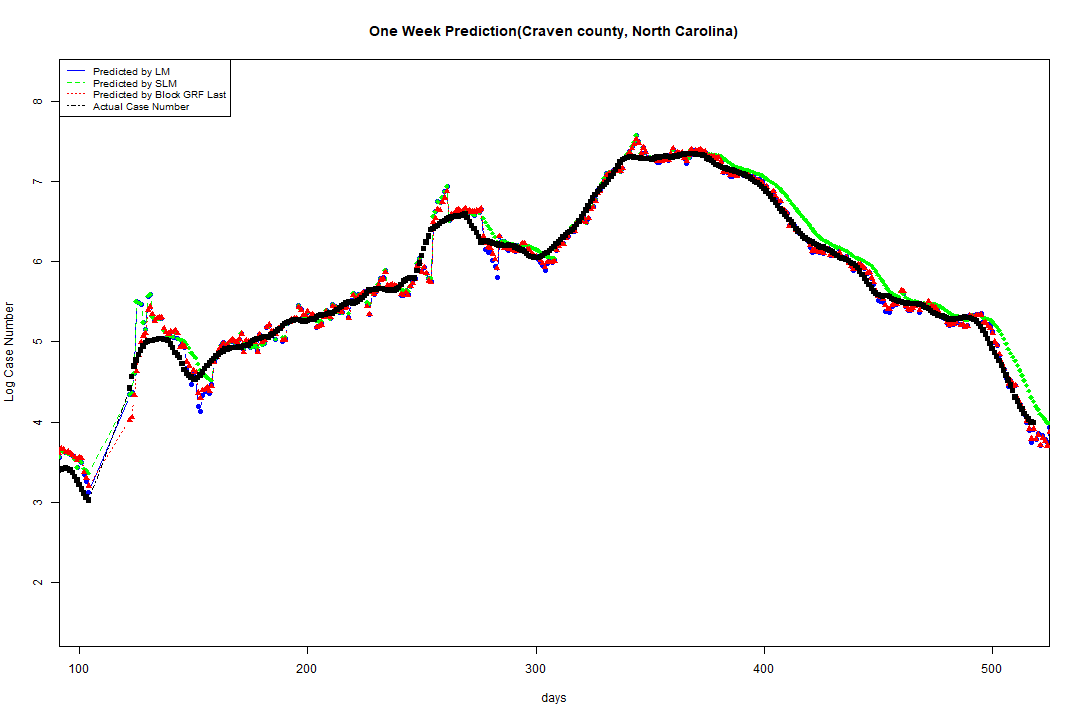 One Week Prediction(Craven county, North Carolina)
Predicted by LM
Predicted by SLM
Predicted by Block GRF Last
Actual Case Number
8
7
6
5
4
3
2
Log Case Number
100 200 300 400 500
days